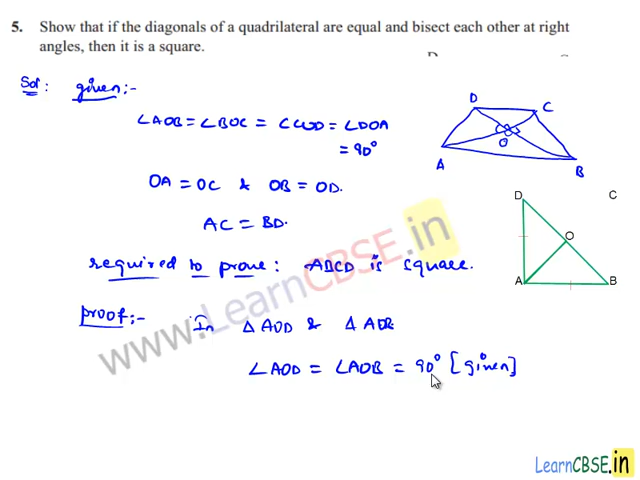 5. Show that if the diagonals of a quadrilateral are equal and bisect each other at right
angles, then it is a square.
Sol: given:-
∠AOB = ∠BOC = ∠COD = ∠DOA
= 90°
OA = OC & OB = OD.
AC = BD.
required to prove: ABCD is square.
proof:- In △AOD & △AOB
∠AOD = ∠AOB = 90° [given]
D
C
O
A
B
D
C
O
A
B
www.LearnCBSE.in
LearnCBSE.in